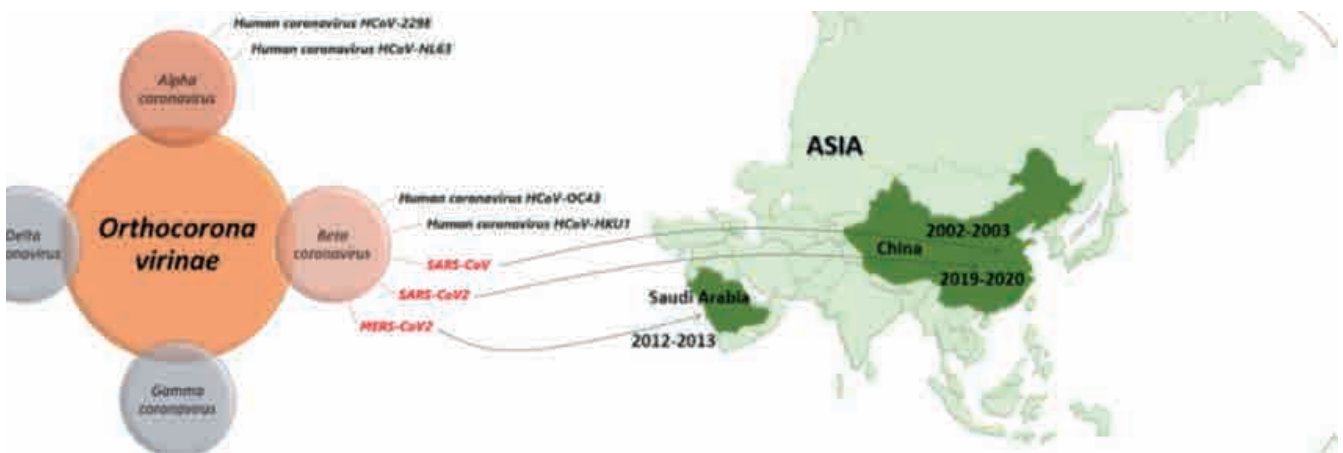 Human coronavirus HCoV-229E
Human coronavirus HCoV-NL63
Alpha
coronavirus
Orthocorona
virinae
Delta
Beta
coronavirus
Human coronavirus HCoV-OC43
Human coronavirus HCoV-HKU1
SARS-CoV
SARS-CoV2
MERS-CoV2
Gamma
coronavirus
ASIA
2002-2003
China
2019-2020
Saudi Arabia
2012-2013